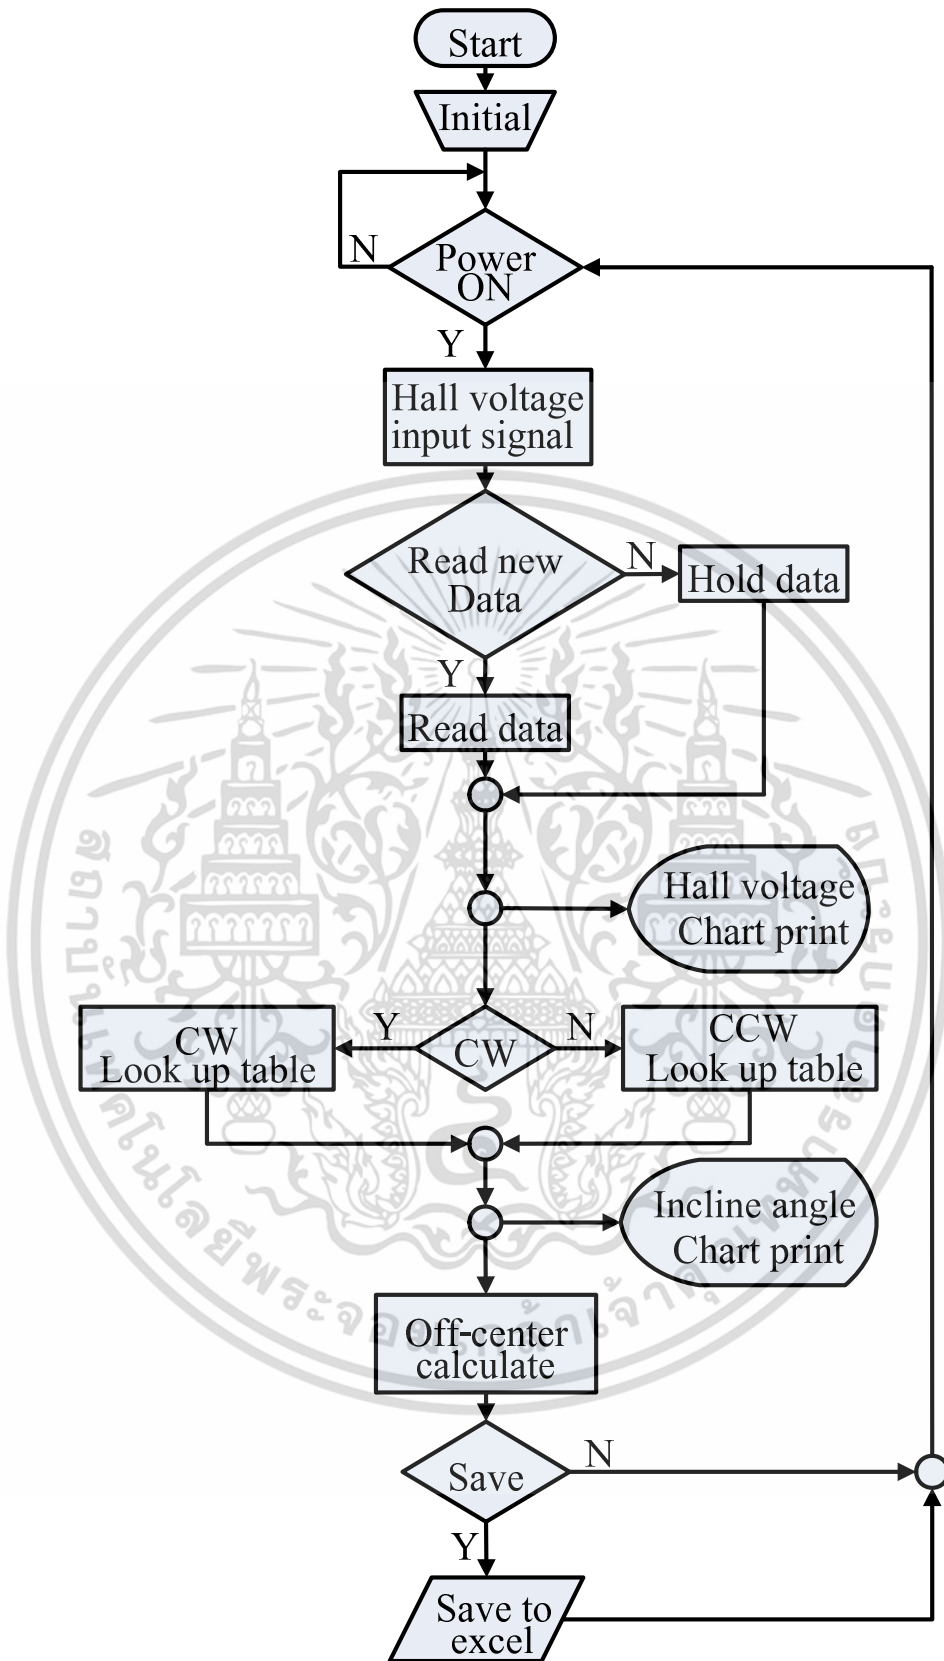 Start
Initial
N
Power
ON
Y
Hall voltage
input signal
Read new
Data
N
Hold data
Y
Read data
Hall voltage
Chart print
Y
N
CW
Look up table
CW
CCW
Look up table
Incline angle
Chart print
Off-center
calculate
Save
N
Y
Save to
excel